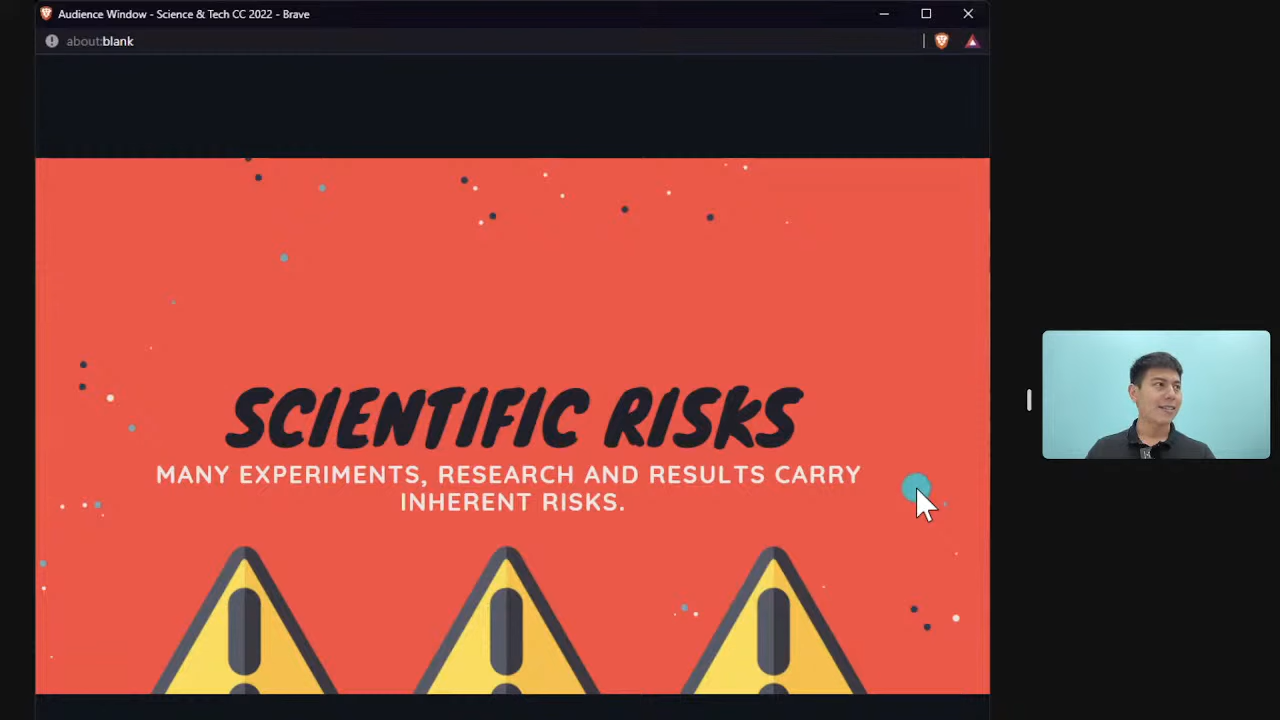 Audience Window - Science & Tech CC 2022 - Brave
about:blank
SCIENTIFIC RISKS
MANY EXPERIMENTS, RESEARCH AND RESULTS CARRY
INHERENT RISKS.